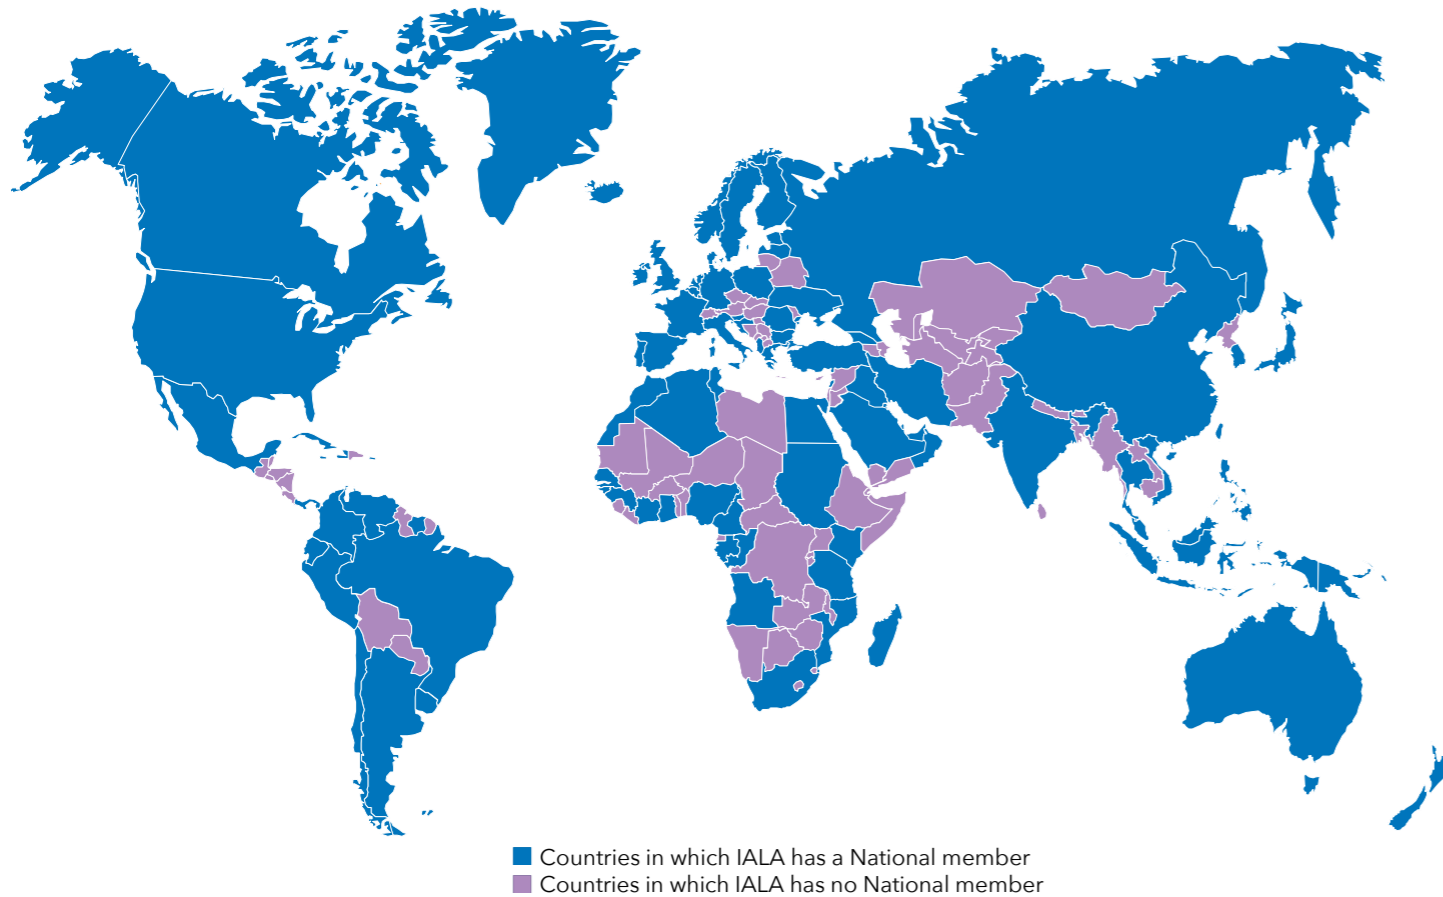 Countries in which IALA has a National member
Countries in which IALA has no National member